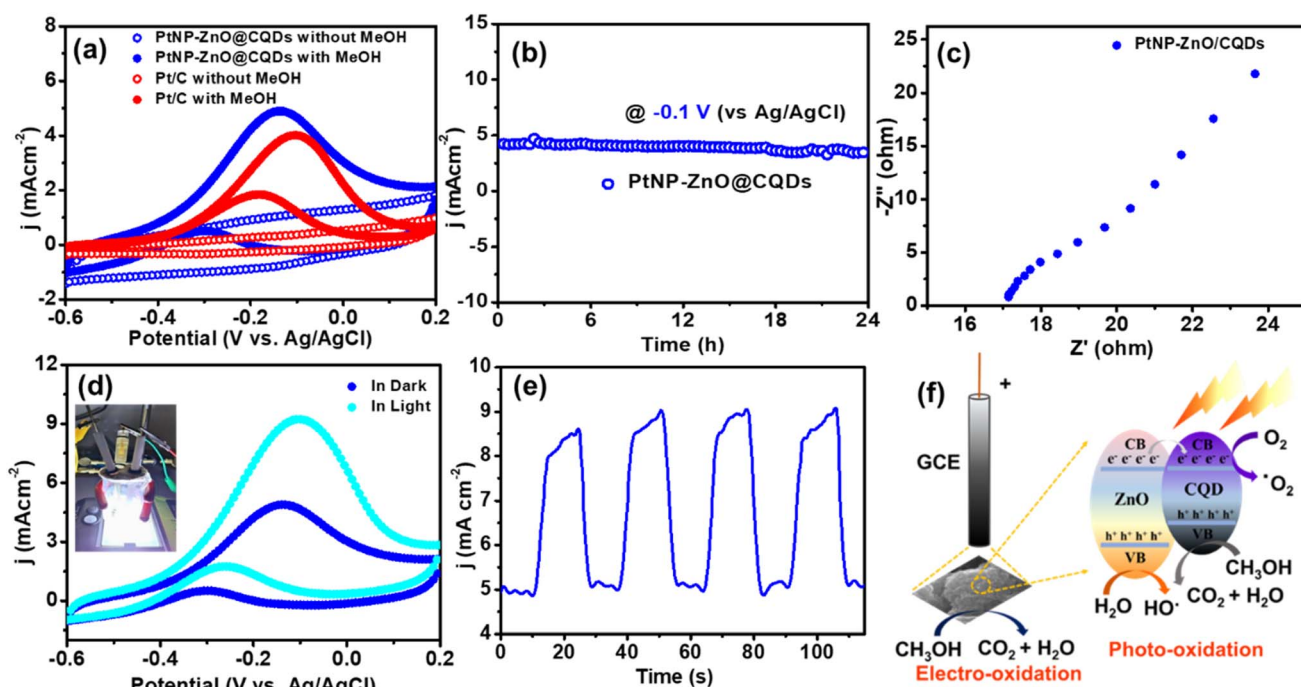 (a)
PtNP-ZnO@CQDs without MeOH
PtNP-ZnO@CQDs with MeOH
Pt/C without MeOH
Pt/C with MeOH
8
6
4
2
0
-2
j (mAcm-2)
-0.6
-0.4
-0.2
0.0
0.2
Potential (V vs. Ag/AgCl)
(b)
15
10
5
0
-5
-10
j (mAcm-2)
@ -0.1 V (vs Ag/AgCl)
PtNP-ZnO@CQDs
0
6
12
18
24
Time (h)
(c)
PtNP-ZnO/CQDs
25
20
15
10
5
0
-Z'' (ohm)
16
18
20
22
24
Z' (ohm)
(d)
In Dark
In Light
12
9
6
3
0
j (mAcm-2)
-0.6
-0.4
-0.2
0.0
0.2
Potential (V vs. Ag/AgCl)
(e)
10
9
8
7
6
5
4
j (mA cm-2)
0
20
40
60
80
100
Time (s)
(f)
+
GCE
CB
e- e- e- e-
ZnO
h+ h+ h+ h+
VB
CB
e- e- e- e-
CQD
h+ h+ h+ h+
VB
O2
•O2
CH3OH
CO2 + H2O
H2O HO•
CH3OH CO2 + H2O
Electro-oxidation
Photo-oxidation